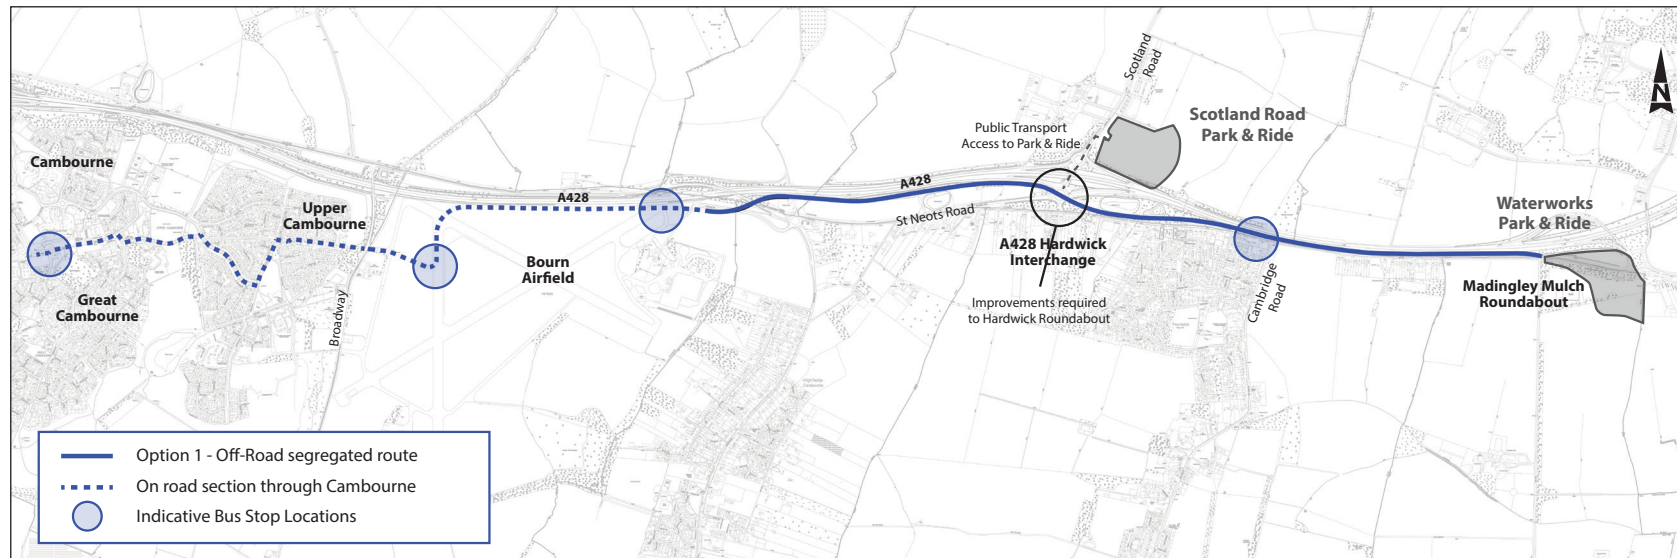 Scotland
Road
Scotland Road
Park & Ride
N
Public Transport
Access to Park & Ride
Cambourne
A428
A428
Upper
Cambourne
St Neots Road
Waterworks
Park & Ride
A428 Hardwick
Interchange
Bourn
Airfield
Great
Cambourne
Broadway
Improvements required
to Hardwick Roundabout
Cambridge
Road
Madingley Mulch
Roundabout
Option 1 - Off-Road segregated route
On road section through Cambourne
Indicative Bus Stop Locations